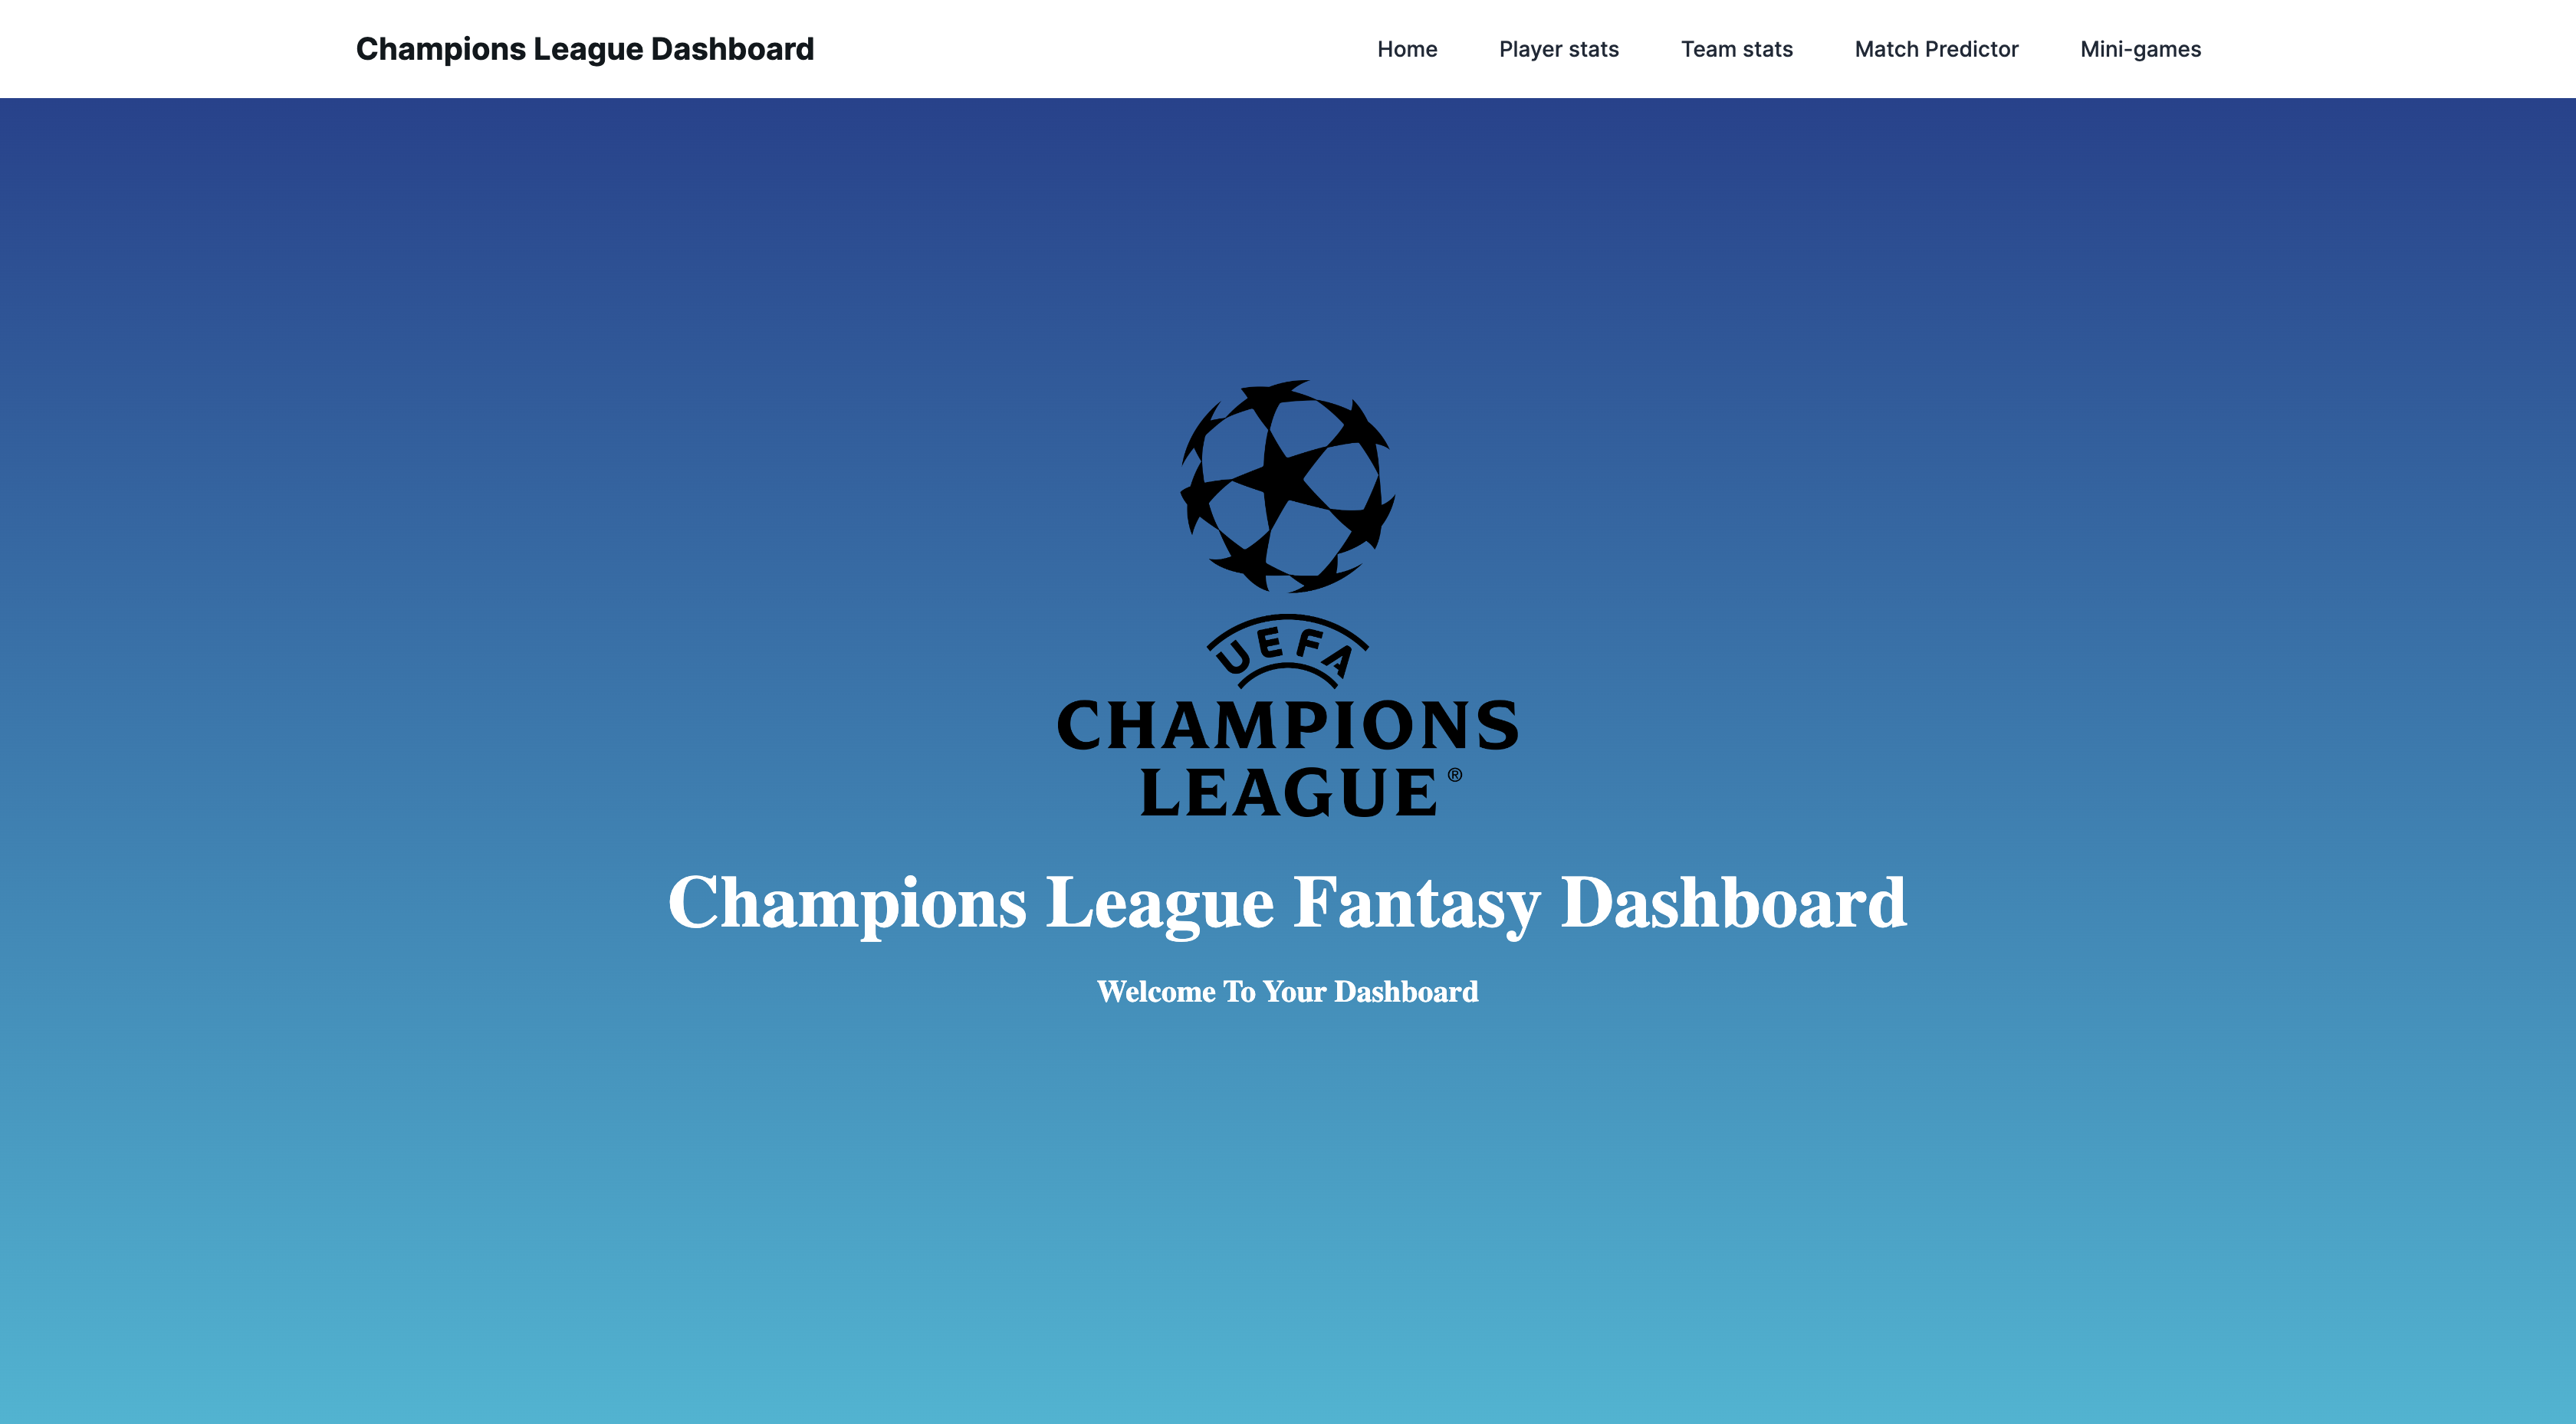 Champions League Dashboard
Home Player stats Team stats Match Predictor Mini-games
UEFA
CHAMPIONS
LEAGUE ®
Champions League Fantasy Dashboard
Welcome To Your Dashboard